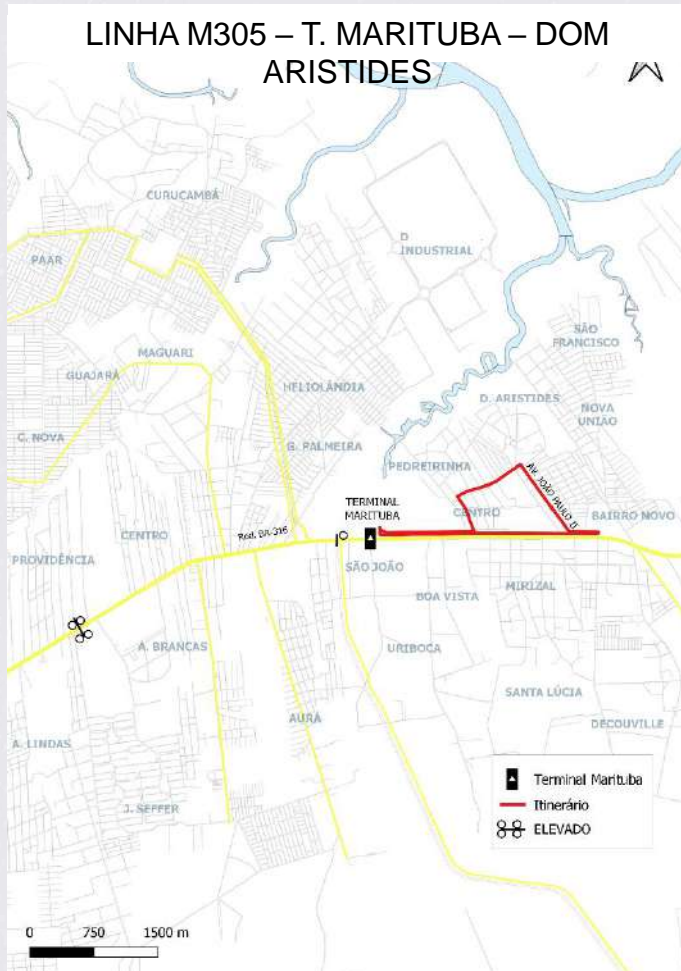 LINHA M305 – T. MARITUBA – DOM
ARISTIDES
CURUCAMBÁ
D
INDUSTRIAL
PAAR
SÃO
FRANCISCO
MAGUARI
GUAJARÁ
HELIOLÂNDIA
D. ARISTIDES
NOVA
UNIÃO
C. NOVA
PEDREIRINHA
AV. JOÃO PAULO II
TERMINAL
MARITUBA
CENTRO
BAIRRO NOVO
CENTRO
Rod. BR-316
PROVIDÊNCIA
SÃO JOÃO
MIRIZAL
BOA VISTA
A. BRANCAS
URIBOCA
SANTA LÚCIA
AURÁ
DECOUVILLE
A. LINDAS
J. SEFFER
Terminal Marituba
Itinerário
ELEVADO
0 750 1500 m